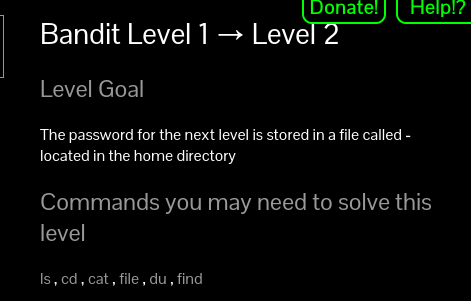 Donate! Help!?
Bandit Level 1 → Level 2
Level Goal
The password for the next level is stored in a file called -
located in the home directory
Commands you may need to solve this
level
ls , cd , cat , file , du , find